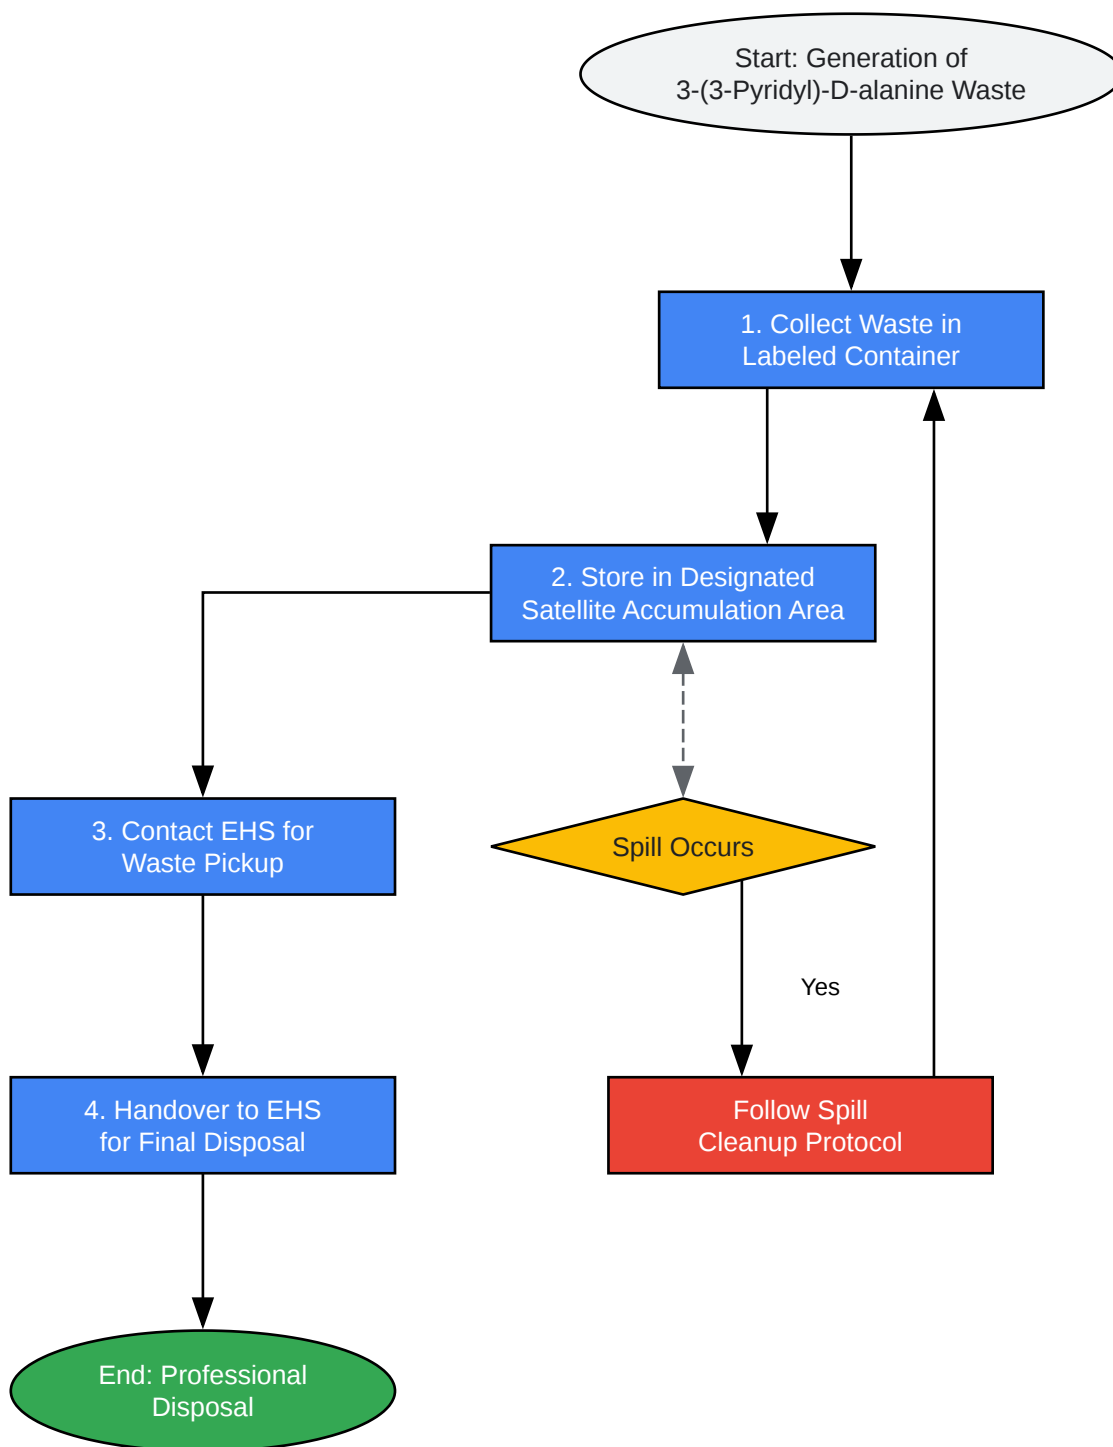 Start: Generation of
3-(3-Pyridyl)-D-alanine Waste
1. Collect Waste in
Labeled Container
2. Store in Designated
Satellite Accumulation Area
3. Contact EHS for
Waste Pickup
Spill Occurs
Yes
4. Handover to EHS
for Final Disposal
Follow Spill
Cleanup Protocol
End: Professional
Disposal